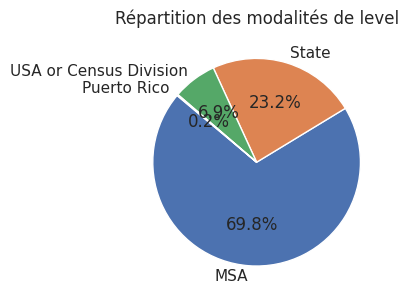 Répartition des modalités de level
State
USA or Census Division
Puerto Rico
23.2%
6.9%
0.2%
69.8%
MSA